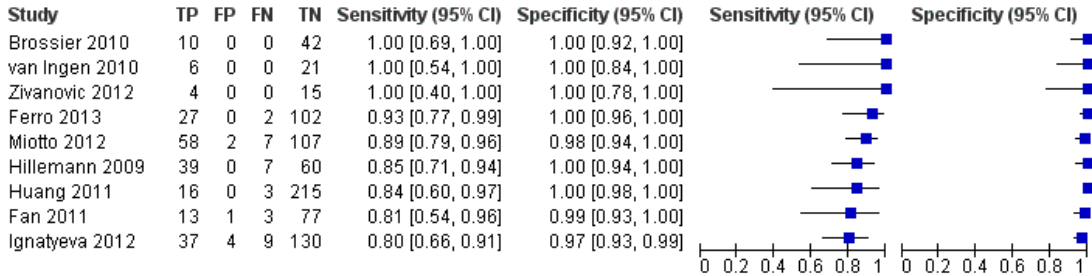 Study TP FP FN TN Sensitivity (95% CI) Specificity (95% CI) Sensitivity (95% CI) Specificity (95% CI)
Brossier 2010 10 0 0 42 1.00 [0.69, 1.00] 1.00 [0.92, 1.00]
van Ingen 2010 6 0 0 21 1.00 [0.54, 1.00] 1.00 [0.84, 1.00]
Zivanovic 2012 4 0 0 15 1.00 [0.40, 1.00] 1.00 [0.78, 1.00]
Ferro 2013 27 0 2 102 0.93 [0.77, 0.99] 1.00 [0.96, 1.00]
Miotto 2012 58 2 7 107 0.89 [0.79, 0.96] 0.98 [0.94, 1.00]
Hillemann 2009 39 0 7 60 0.85 [0.71, 0.94] 1.00 [0.94, 1.00]
Huang 2011 16 0 3 215 0.84 [0.60, 0.97] 1.00 [0.98, 1.00]
Fan 2011 13 1 3 77 0.81 [0.54, 0.96] 0.99 [0.93, 1.00]
Ignatyeva 2012 37 4 9 130 0.80 [0.66, 0.91] 0.97 [0.93, 0.99]
0 0.2 0.4 0.6 0.8 1 0 0.2 0.4 0.6 0.8 1